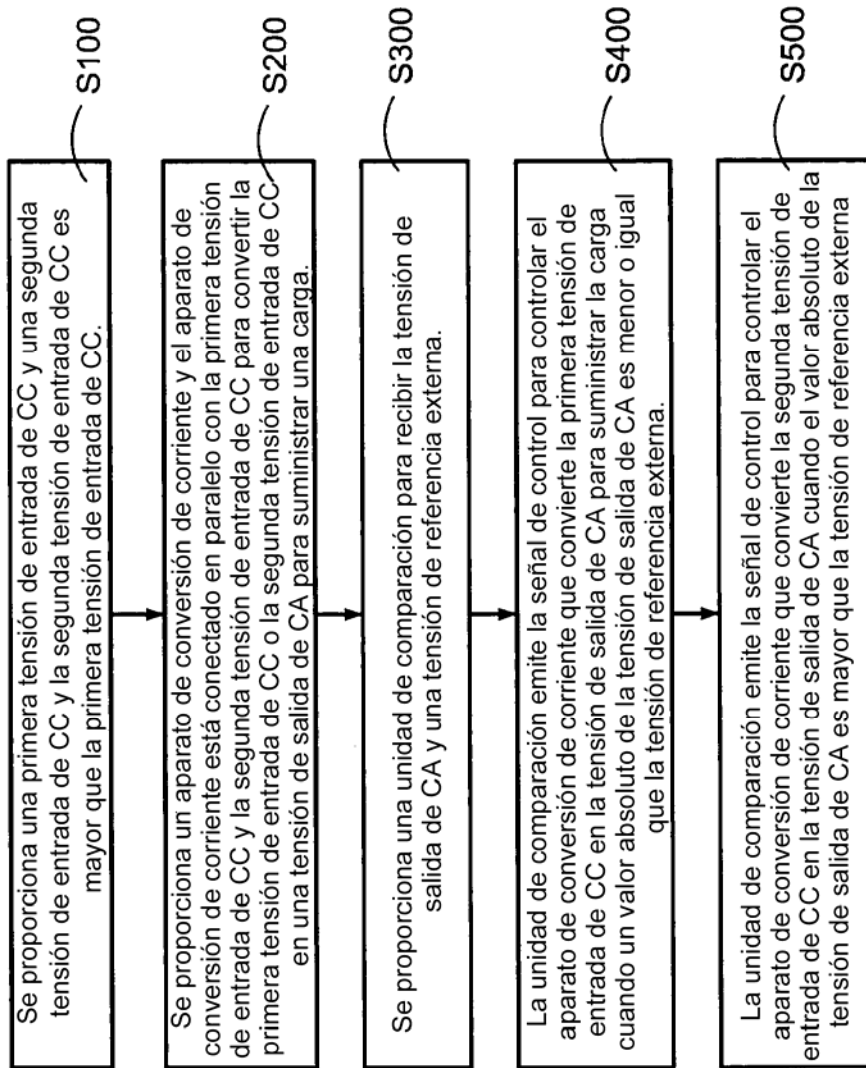 Se proporciona una primera tensión de entrada de CC y una segunda
tensión de entrada de CC y la segunda tensión de entrada de CC es
mayor que la primera tensión de entrada de CC.
S100
Se proporciona un aparato de conversión de corriente y el aparato de
conversión de corriente está conectado en paralelo con la primera tensión
de entrada de CC y la segunda tensión de entrada de CC para convertir la
primera tensión de entrada de CC o la segunda tensión de entrada de CC
en una tensión de salida de CA para suministrar una carga.
S200
Se proporciona una unidad de comparación para recibir la tensión de
salida de CA y una tensión de referencia externa.
S300
La unidad de comparación emite la señal de control para controlar el
aparato de conversión de corriente que convierte la primera tensión de
entrada de CC en la tensión de salida de CA para suministrar la carga
cuando un valor absoluto de la tensión de salida de CA es menor o igual
que la tensión de referencia externa.
S400
La unidad de comparación emite la señal de control para controlar el
aparato de conversión de corriente que convierte la segunda tensión de
entrada de CC en la tensión de salida de CA cuando el valor absoluto de la
tensión de salida de CA es mayor que la tensión de referencia externa
S500